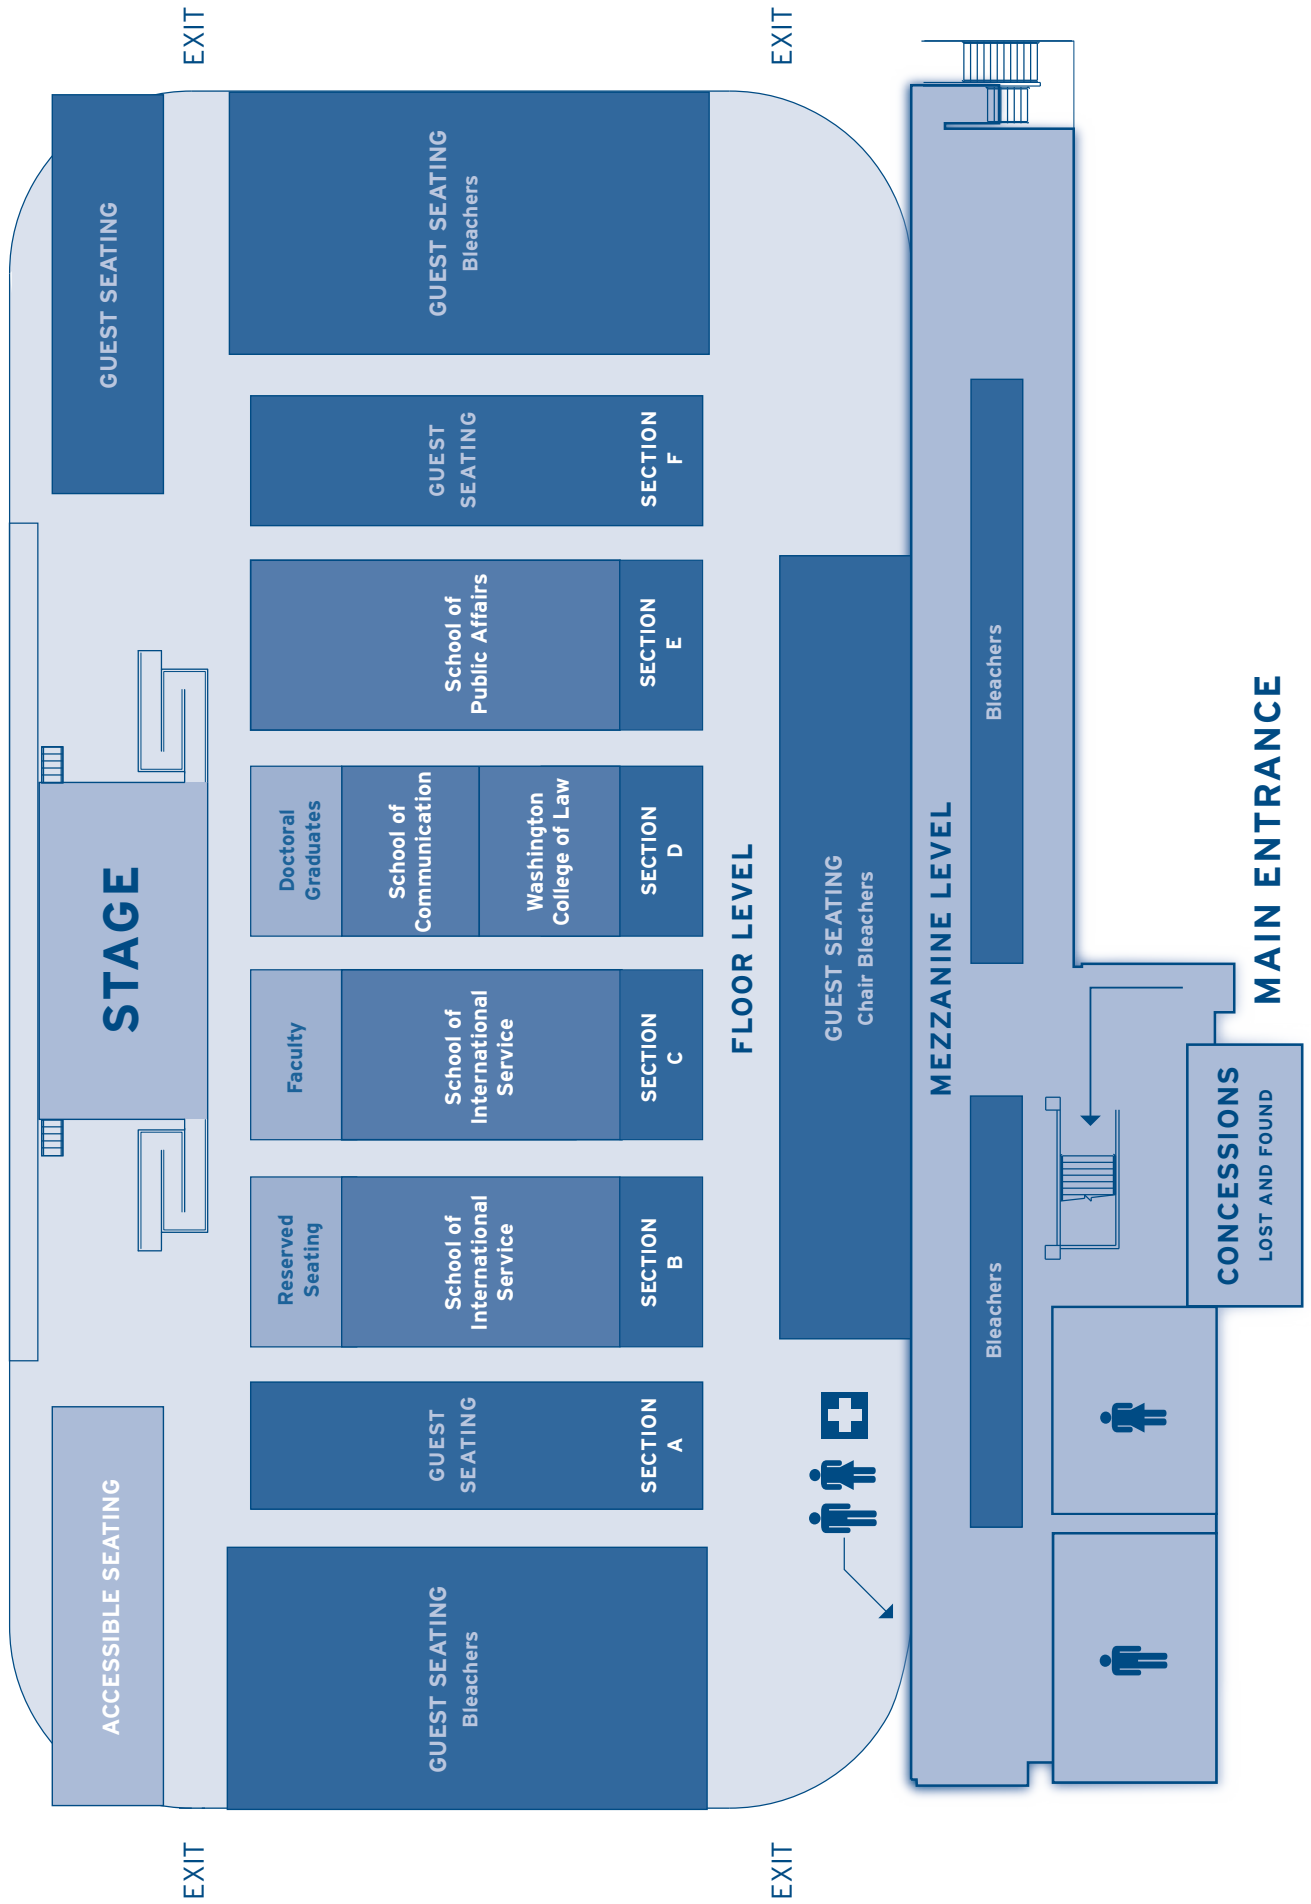 EXIT
EXIT
STAGE
ACCESSIBLE SEATING
GUEST SEATING
GUEST SEATING
Bleachers
GUEST
SEATING
SECTION
A
Reserved
Seating
School of
International
Service
SECTION
B
Faculty
School of
International
Service
SECTION
C
Doctoral
Graduates
School of
Communication
Washington
College of Law
SECTION
D
School of
Public Affairs
SECTION
E
GUEST
SEATING
SECTION
F
GUEST SEATING
Bleachers
FLOOR LEVEL
EXIT
EXIT
GUEST SEATING
Chair Bleachers
MEZZANINE LEVEL
Bleachers
Bleachers
CONCESSIONS
LOST AND FOUND
MAIN ENTRANCE